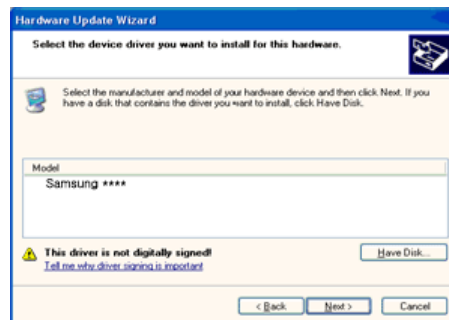 Hardware Update Wizard
Select the device driver you want to install for this hardware.
Select the manufacturer and model of your hardware device and then click Next. If you
have a disk that contains the driver you want to install, click Have Disk.
Model
Samsung ****
This driver is not digitally signed!
Tell me why driver signing is important
Have Disk...
< Back
Next >
Cancel